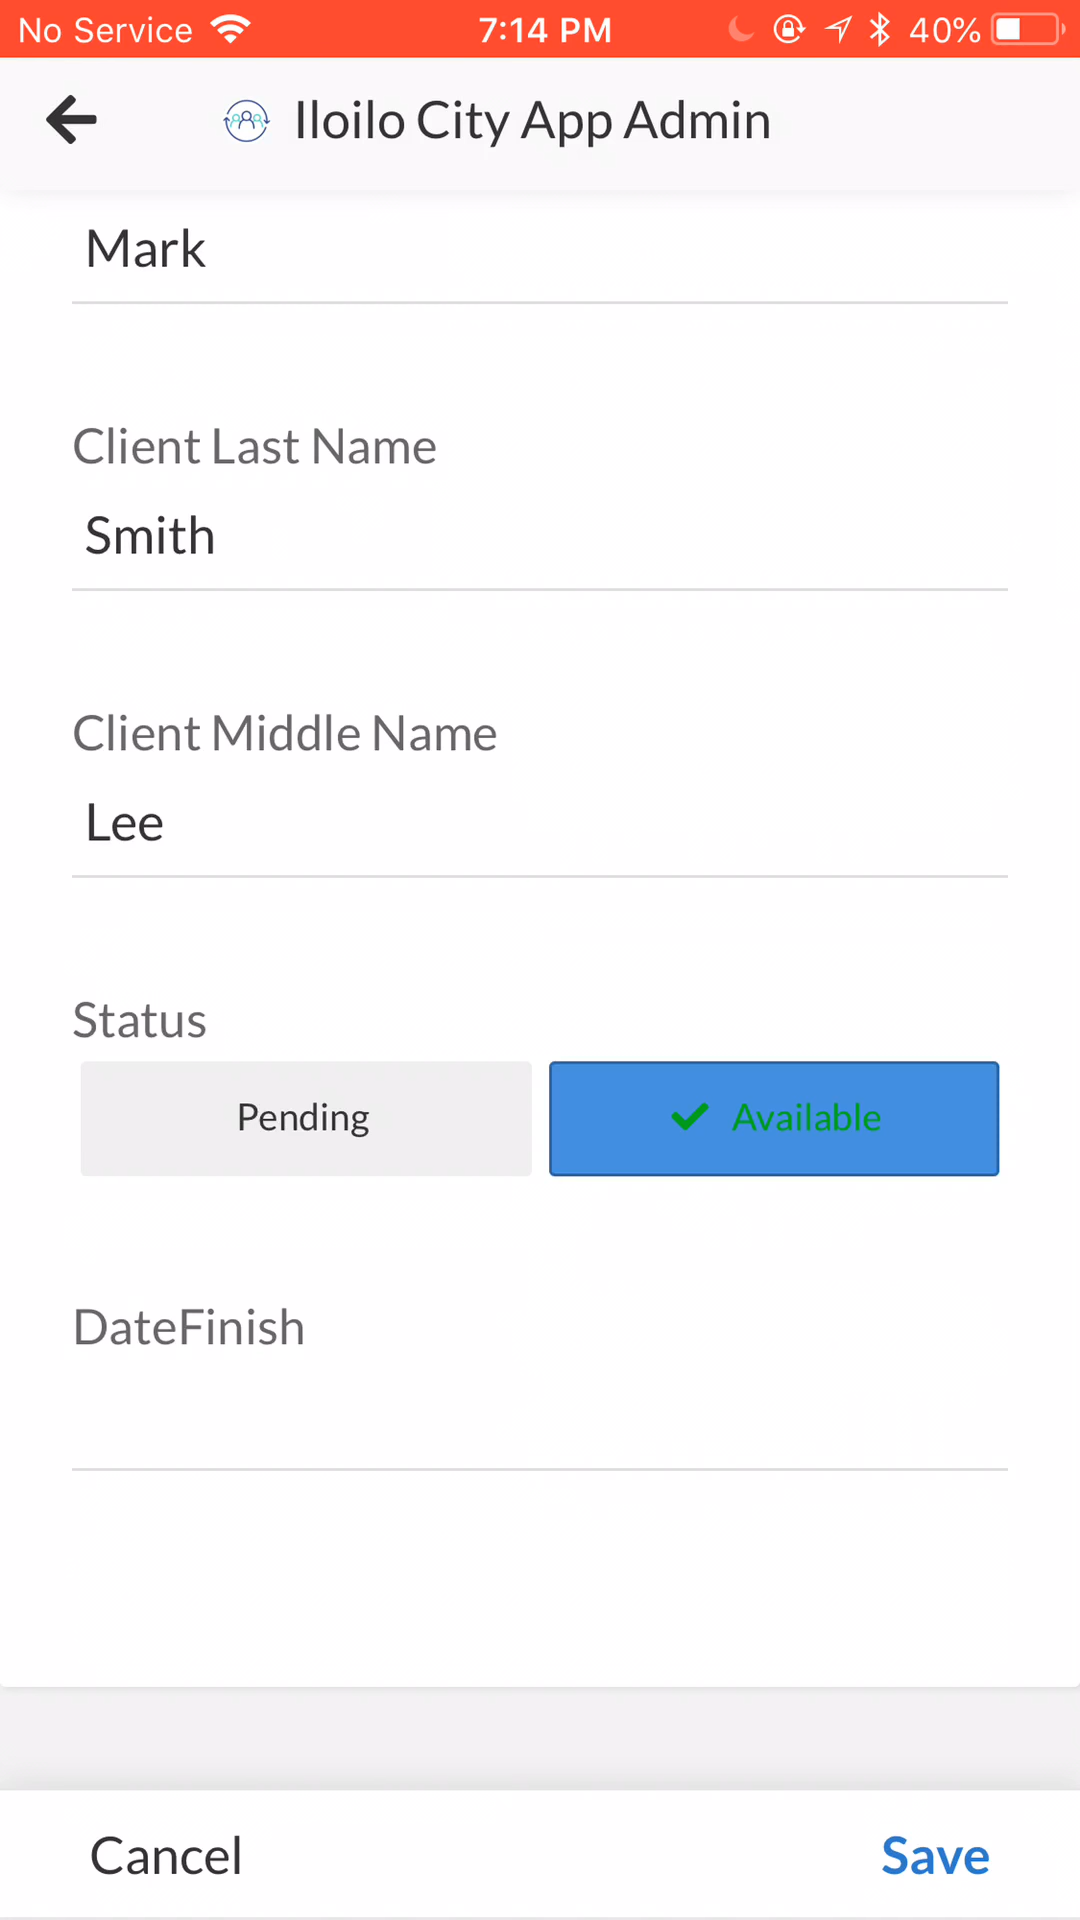 No Service 7:14 PM 40%
Iloilo City App Admin
Mark
Client Last Name
Smith
Client Middle Name
Lee
Status
Pending Available
DateFinish
Cancel Save